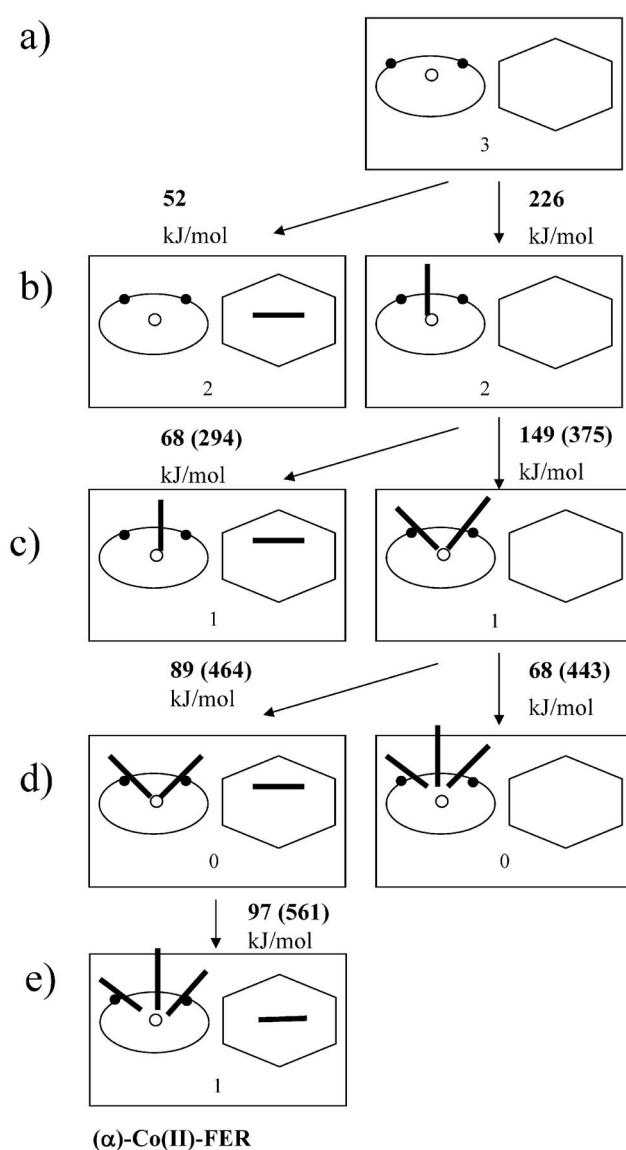 a)
3
52
kJ/mol
226
kJ/mol
b)
2
2
68 (294)
kJ/mol
149 (375)
kJ/mol
c)
1
1
89 (464)
kJ/mol
68 (443)
kJ/mol
d)
0
0
97 (561)
kJ/mol
e)
1
(α)-Co(II)-FER